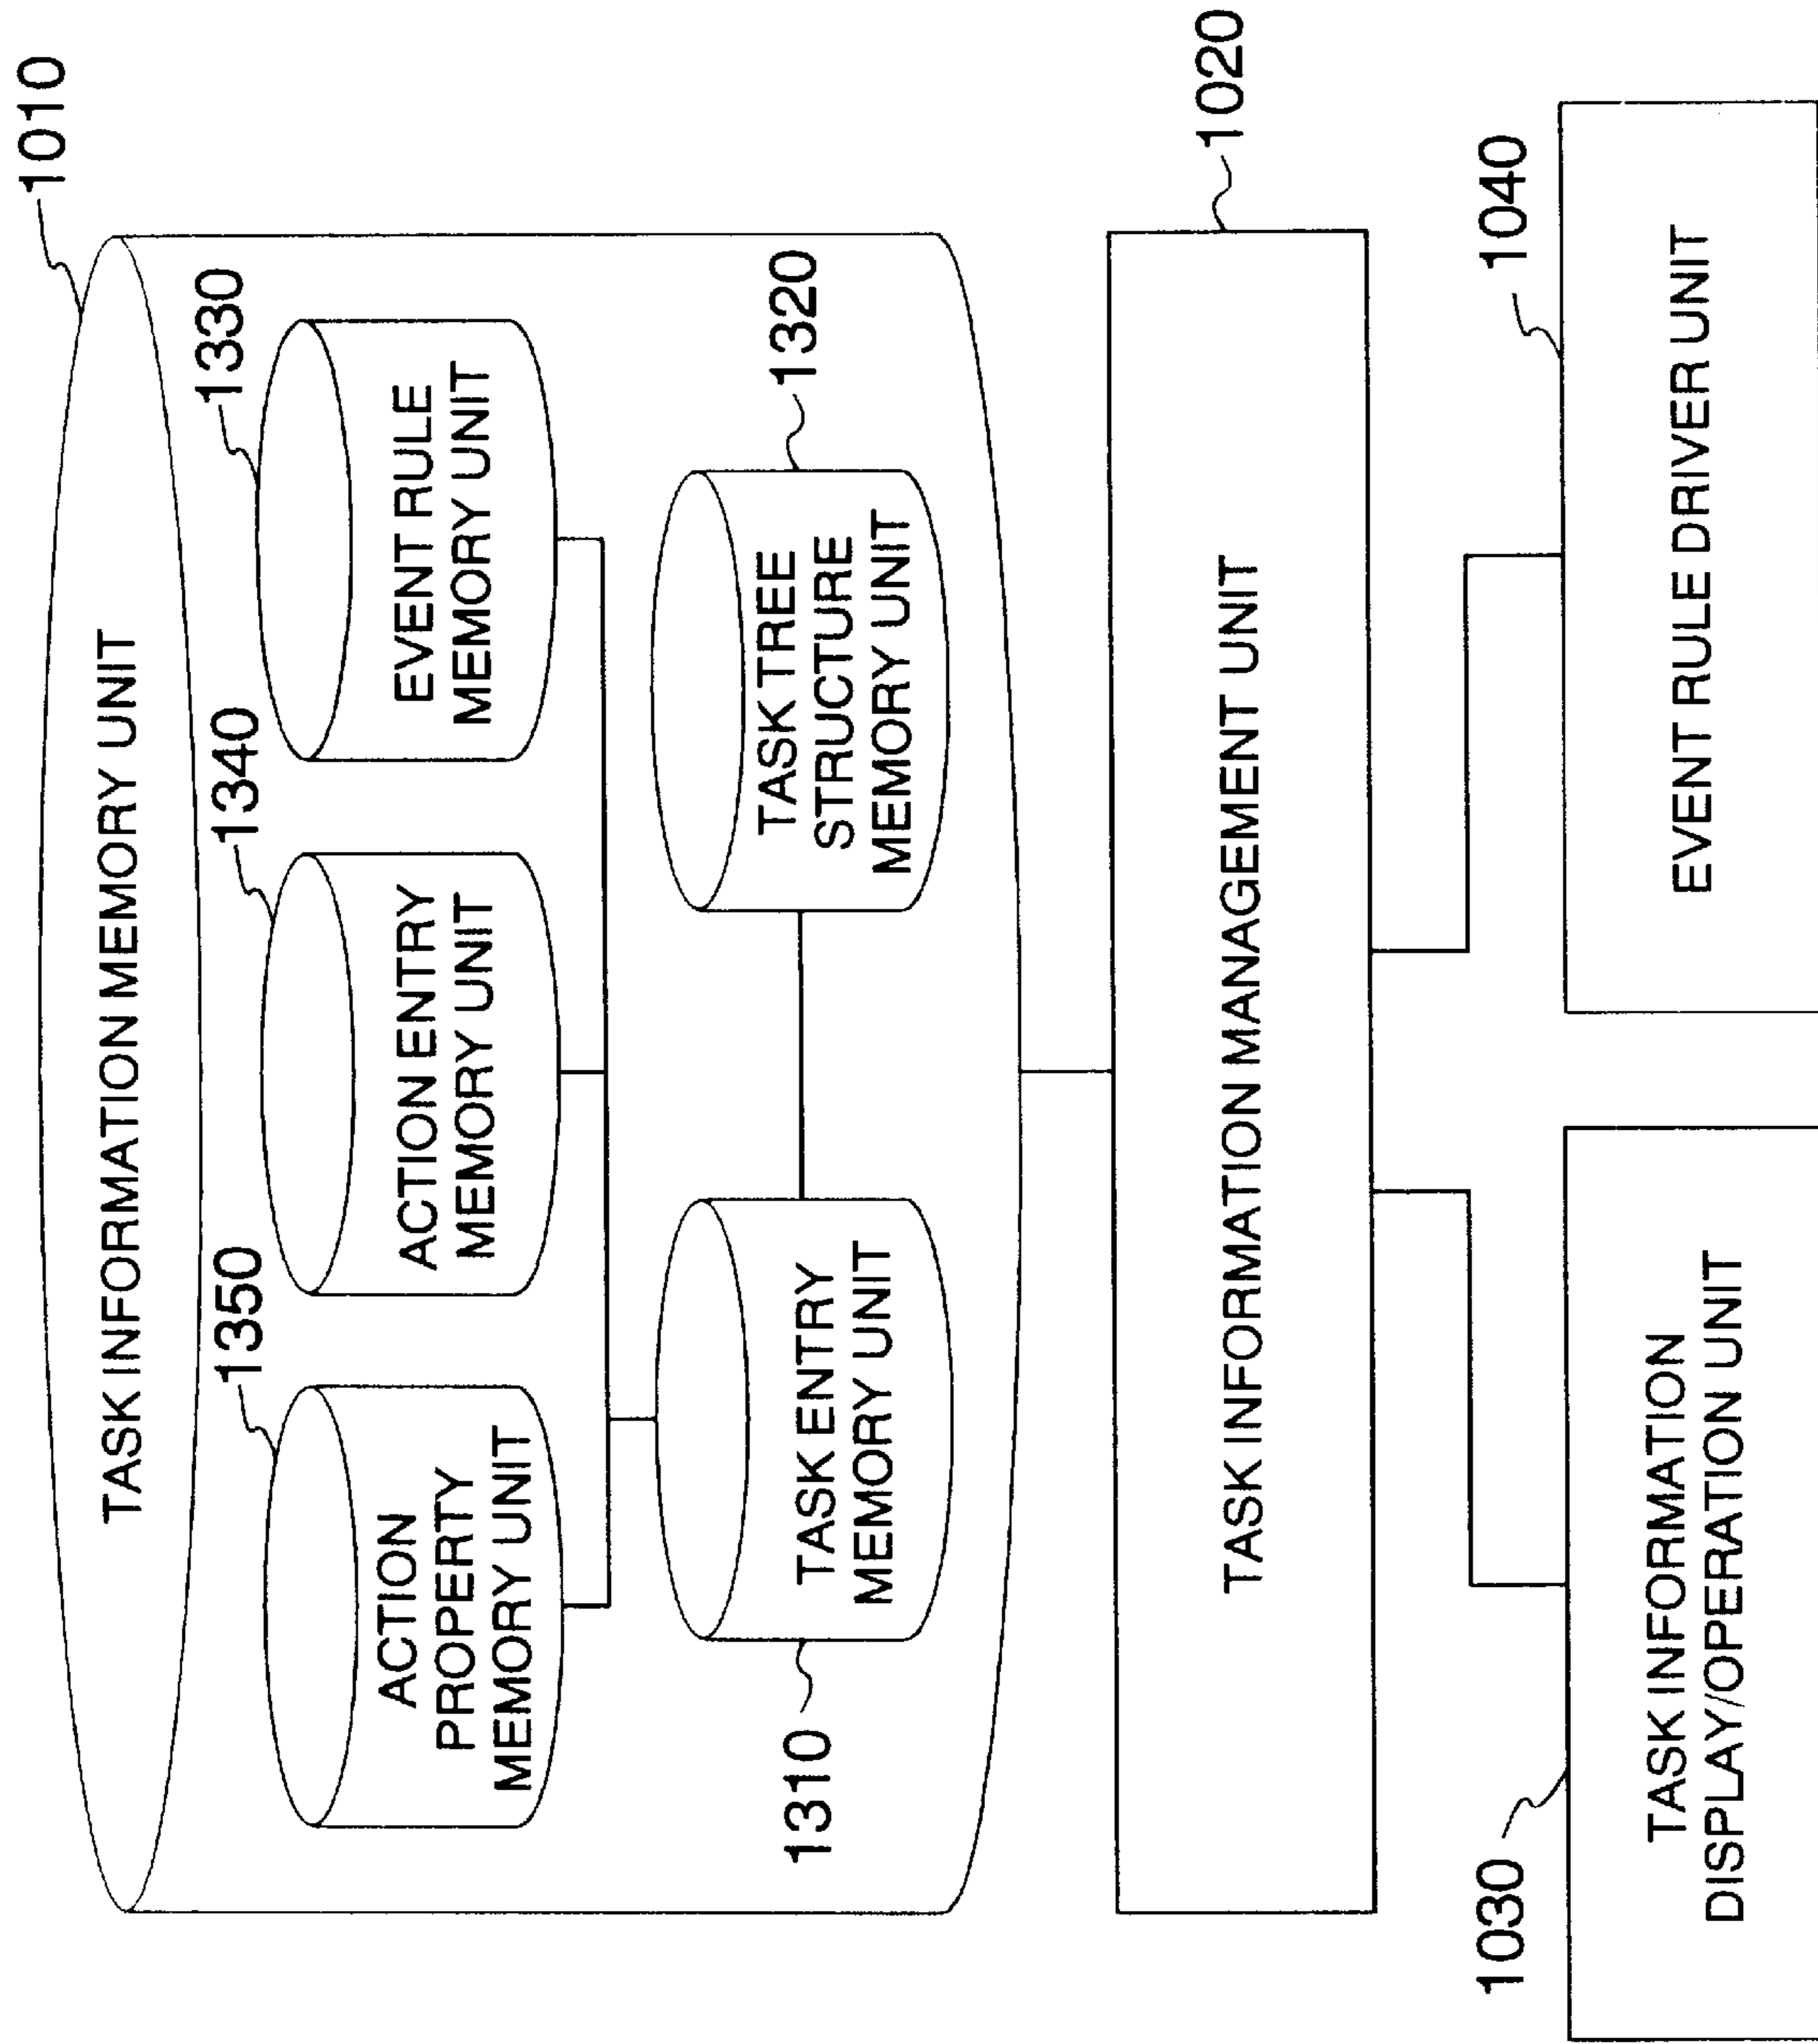 1010
TASK INFORMATION MEMORY UNIT
1350
1340
1330
ACTION
PROPERTY
MEMORY UNIT
ACTION ENTRY
MEMORY UNIT
EVENT RULE
MEMORY UNIT
1310
TASK ENTRY
MEMORY UNIT
TASK TREE
STRUCTURE
MEMORY UNIT
1320
TASK INFORMATION MANAGEMENT UNIT
1020
1030
TASK INFORMATION
DISPLAY/OPERATION UNIT
1040
EVENT RULE DRIVER UNIT